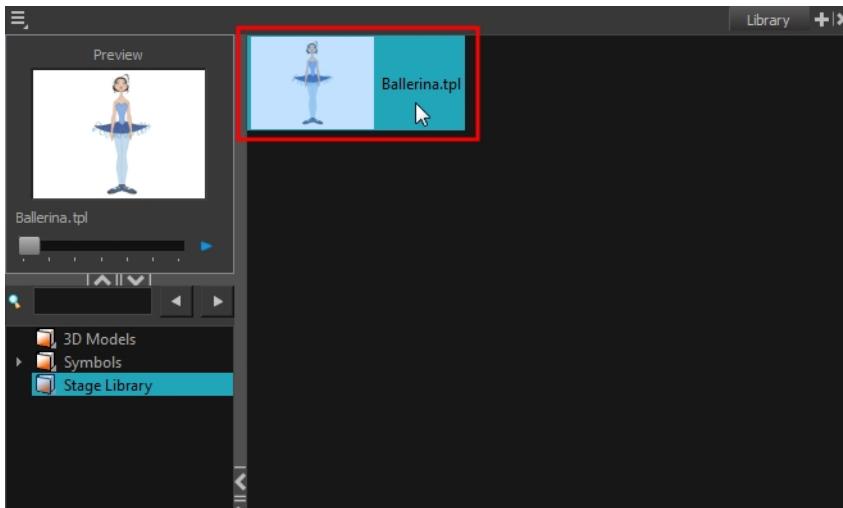 Library
Preview
Ballerina.tpl
Ballerina.tpl
3D Models
Symbols
Stage Library